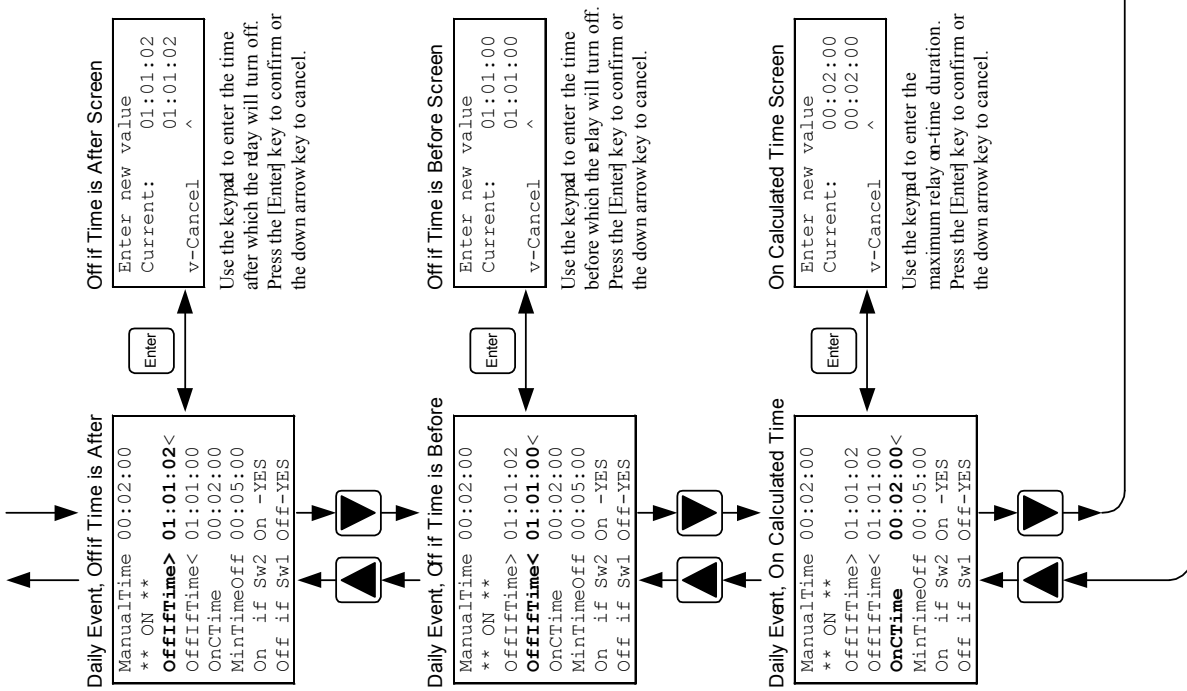 Daily Event, Off if Time is After
ManualTime 00:02:00
** ON **
OffIfTime> 01:01:02<
OffIfTime< 01:01:00
OnCTime 00:02:00
MinTimeOff 00:05:00
On if Sw2 On -YES
Off if Sw1 Off-YES
Enter
Off if Time is After Screen
Enter new value
Current: 01:01:02
01:01:02
v-Cancel ^
Use the keypad to enter the time
after which the relay will turn off.
Press the [Enter] key to confirm or
the down arrow key to cancel.
Daily Event, Off if Time is Before
ManualTime 00:02:00
** ON **
OffIfTime> 01:01:02
OffIfTime< 01:01:00<
OnCTime 00:02:00
MinTimeOff 00:05:00
On if Sw2 On -YES
Off if Sw1 Off-YES
Enter
Off if Time is Before Screen
Enter new value
Current: 01:01:00
01:01:00
v-Cancel ^
Use the keypad to enter the time
before which the relay will turn off.
Press the [Enter] key to confirm or
the down arrow key to cancel.
Daily Event, On Calculated Time
ManualTime 00:02:00
** ON **
OffIfTime> 01:01:02
OffIfTime< 01:01:00
OnCTime 00:02:00<
MinTimeOff 00:05:00
On if Sw2 On -YES
Off if Sw1 Off-YES
Enter
On Calculated Time Screen
Enter new value
Current: 00:02:00
00:02:00
v-Cancel ^
Use the keypad to enter the
maximum relay on-time duration.
Press the [Enter] key to confirm or
the down arrow key to cancel.